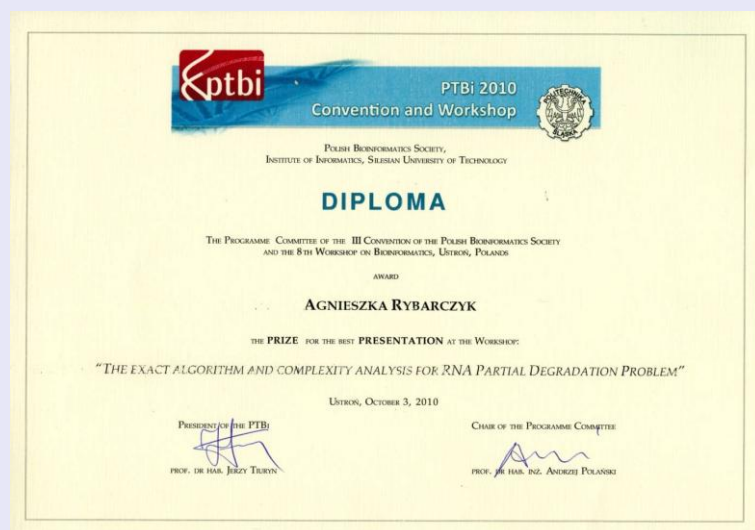 ptbi
PTBi 2010
Convention and Workshop
POLITECHNIKA
ŚLĄSKA
POLISH BIOINFORMATICS SOCIETY,
INSTITUTE OF INFORMATICS, SILESIAN UNIVERSITY OF TECHNOLOGY
DIPLOMA
THE PROGRAMME COMMITTEE OF THE III CONVENTION OF THE POLISH BIOINFORMATICS SOCIETY
AND THE 8TH WORKSHOP ON BIOINFORMATICS, USTROŃ, POLANDS
AWARD
AGNIESZKA RYBARCZYK
THE PRIZE FOR THE BEST PRESENTATION AT THE WORKSHOP:
"THE EXACT ALGORITHM AND COMPLEXITY ANALYSIS FOR RNA PARTIAL DEGRADATION PROBLEM"
USTROŃ, OCTOBER 3, 2010
PRESIDENT OF THE PTBI
CHAIR OF THE PROGRAMME COMMITTEE
PROF. DR HAB. JERZY TIURYN
PROF. DR HAB. INŻ. ANDRZEJ POLAŃSKI